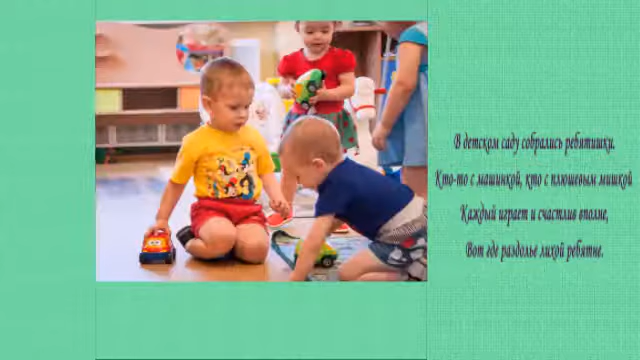 В детском саду собрались ребятишки.
Кто-то с машинкой, кто с плюшевым мишкой
Каждый играет и счастлив вполне,
Вот где раздолье лихой ребятне.